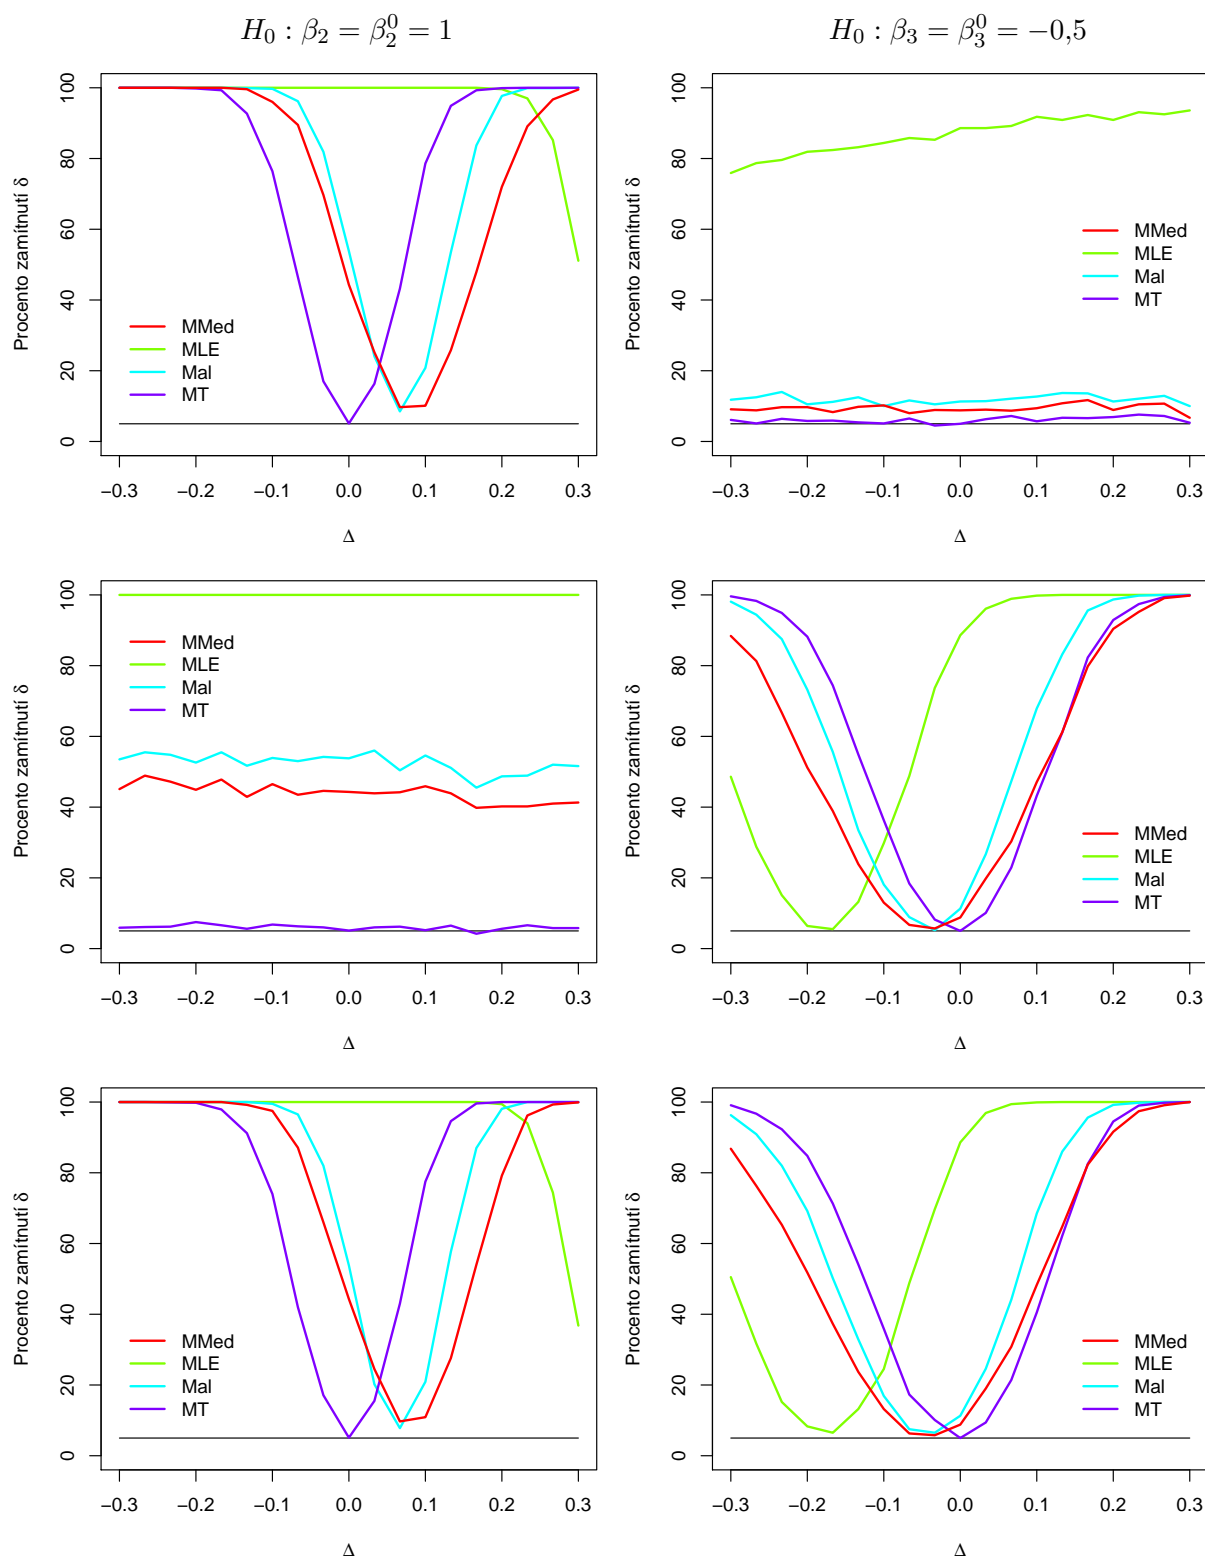 H₀ : β₂ = β₂⁰ = 1
H₀ : β₃ = β₃⁰ = −0,5
Procento zamítnutí δ
0 20 40 60 80 100
MMed
MLE
Mal
MT
−0.3 −0.2 −0.1 0.0 0.1 0.2 0.3
Δ
Procento zamítnutí δ
0 20 40 60 80 100
MMed
MLE
Mal
MT
−0.3 −0.2 −0.1 0.0 0.1 0.2 0.3
Δ
Procento zamítnutí δ
0 20 40 60 80 100
MMed
MLE
Mal
MT
−0.3 −0.2 −0.1 0.0 0.1 0.2 0.3
Δ
Procento zamítnutí δ
0 20 40 60 80 100
MMed
MLE
Mal
MT
−0.3 −0.2 −0.1 0.0 0.1 0.2 0.3
Δ
Procento zamítnutí δ
0 20 40 60 80 100
MMed
MLE
Mal
MT
−0.3 −0.2 −0.1 0.0 0.1 0.2 0.3
Δ
Procento zamítnutí δ
0 20 40 60 80 100
MMed
MLE
Mal
MT
−0.3 −0.2 −0.1 0.0 0.1 0.2 0.3
Δ